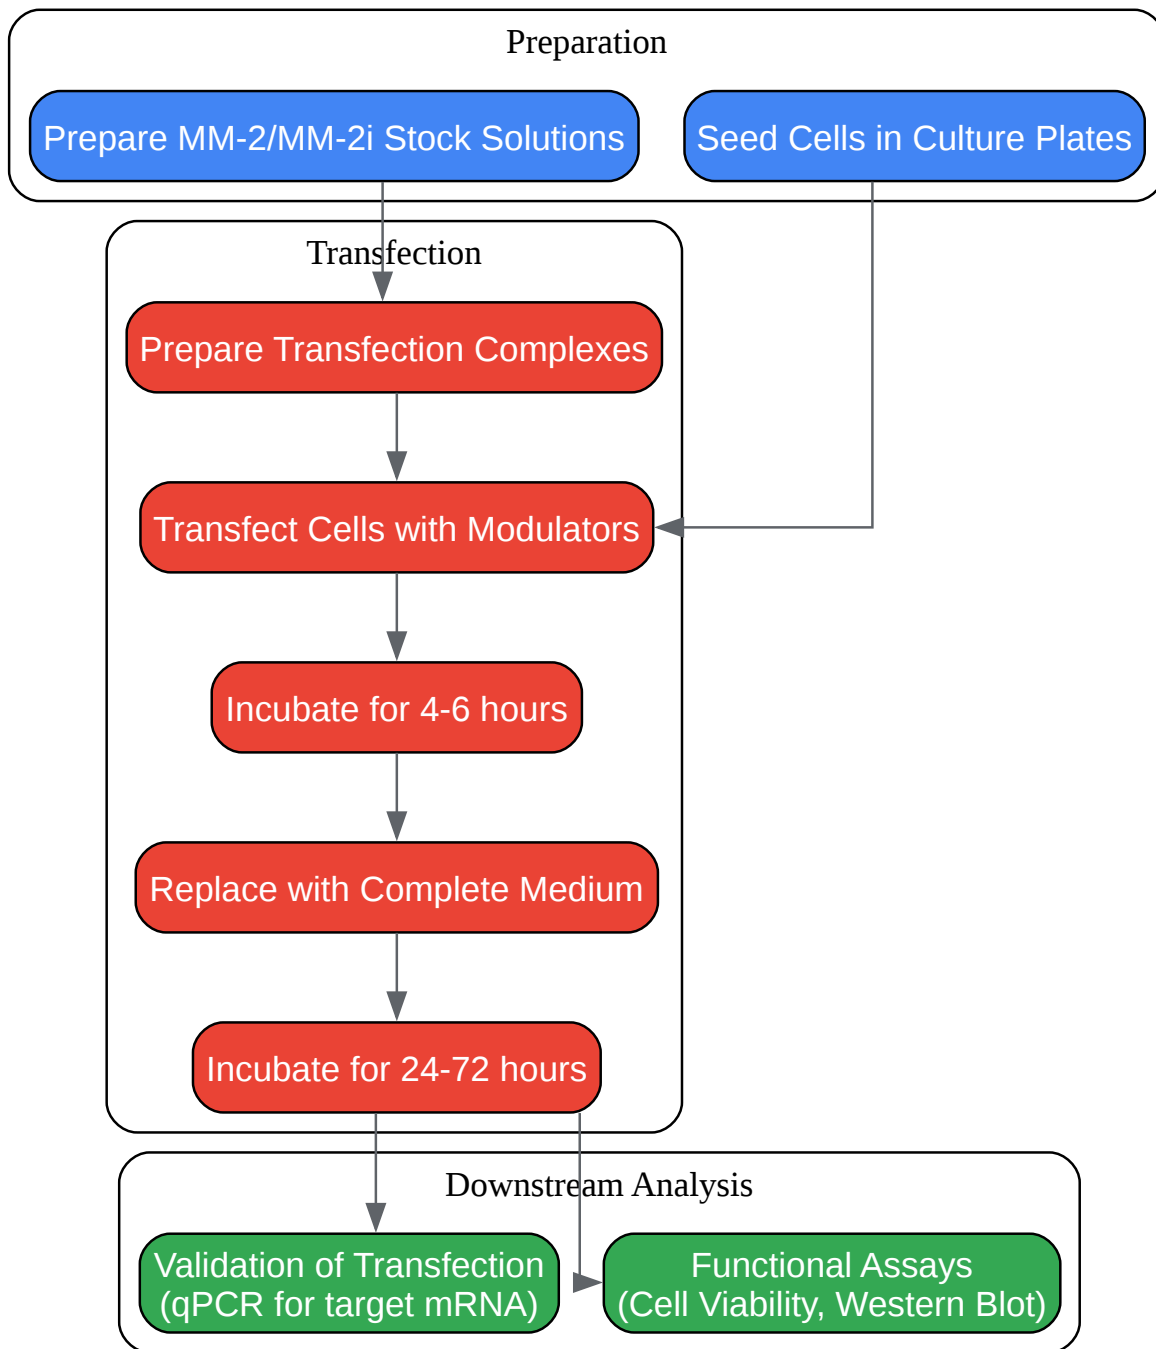 Preparation
Prepare MM-2/MM-2i Stock Solutions
Seed Cells in Culture Plates
Transfection
Prepare Transfection Complexes
Transfect Cells with Modulators
Incubate for 4-6 hours
Replace with Complete Medium
Incubate for 24-72 hours
Downstream Analysis
Validation of Transfection
(qPCR for target mRNA)
Functional Assays
(Cell Viability, Western Blot)